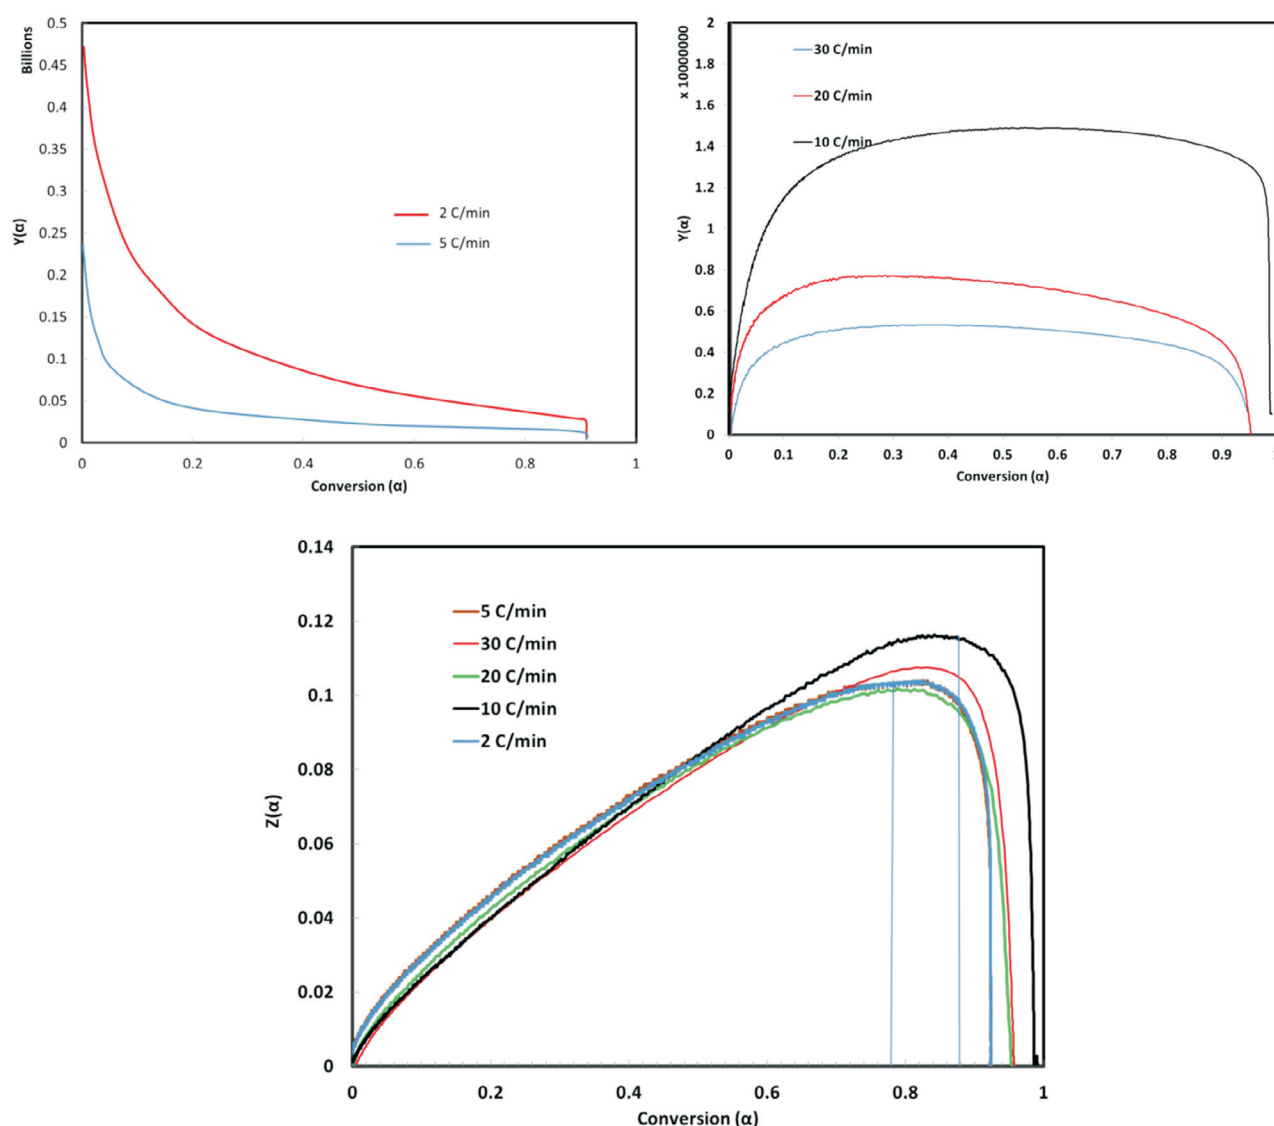 Billions
Y(α)
0.5
0.45
0.4
0.35
0.3
0.25
0.2
0.15
0.1
0.05
0
2 C/min
5 C/min
0
0.2
0.4
0.6
0.8
1
Conversion (α)
x 10000000
Y(α)
2
1.8
1.6
1.4
1.2
1
0.8
0.6
0.4
0.2
0
30 C/min
20 C/min
10 C/min
0
0.1
0.2
0.3
0.4
0.5
0.6
0.7
0.8
0.9
Conversion (α)
Z(α)
0.14
0.12
0.1
0.08
0.06
0.04
0.02
0
5 C/min
30 C/min
20 C/min
10 C/min
2 C/min
0
0.2
0.4
0.6
0.8
1
Conversion (α)